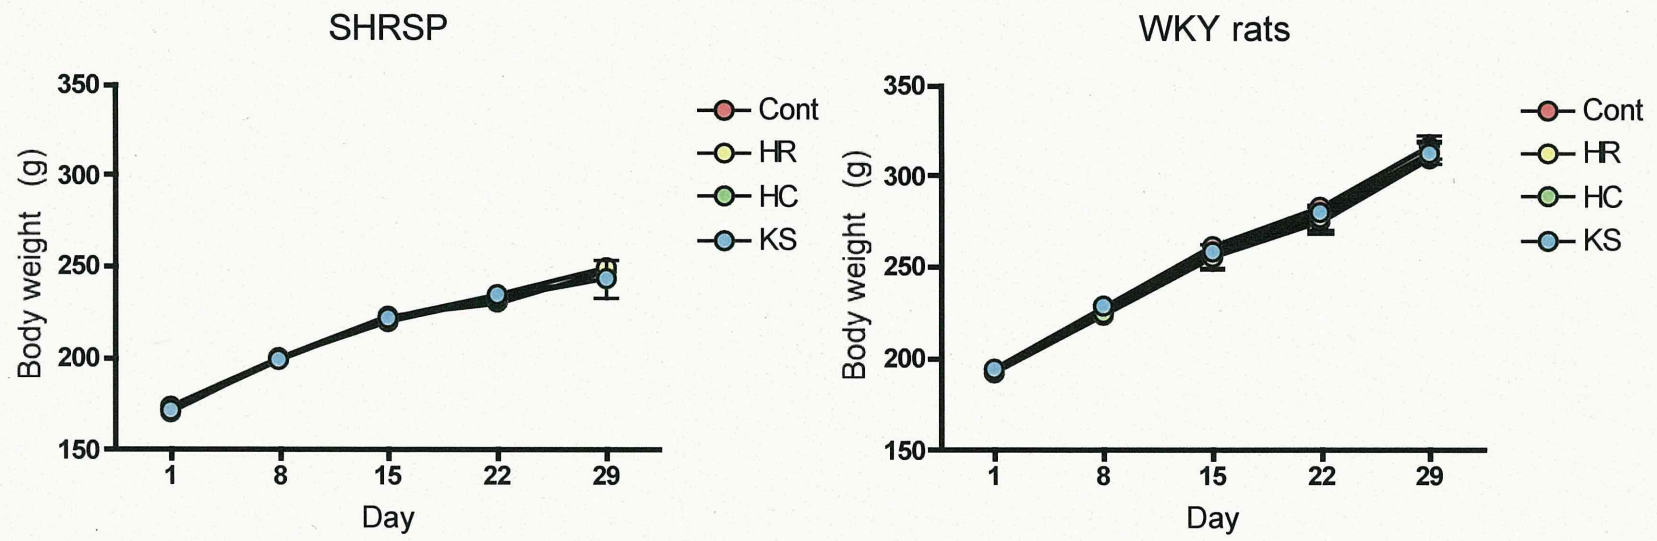 SHRSP
350
300
250
200
150
Body weight (g)
1 8 15 22 29
Day
Cont
HR
HC
KS
WKY rats
350
300
250
200
150
Body weight (g)
1 8 15 22 29
Day
Cont
HR
HC
KS